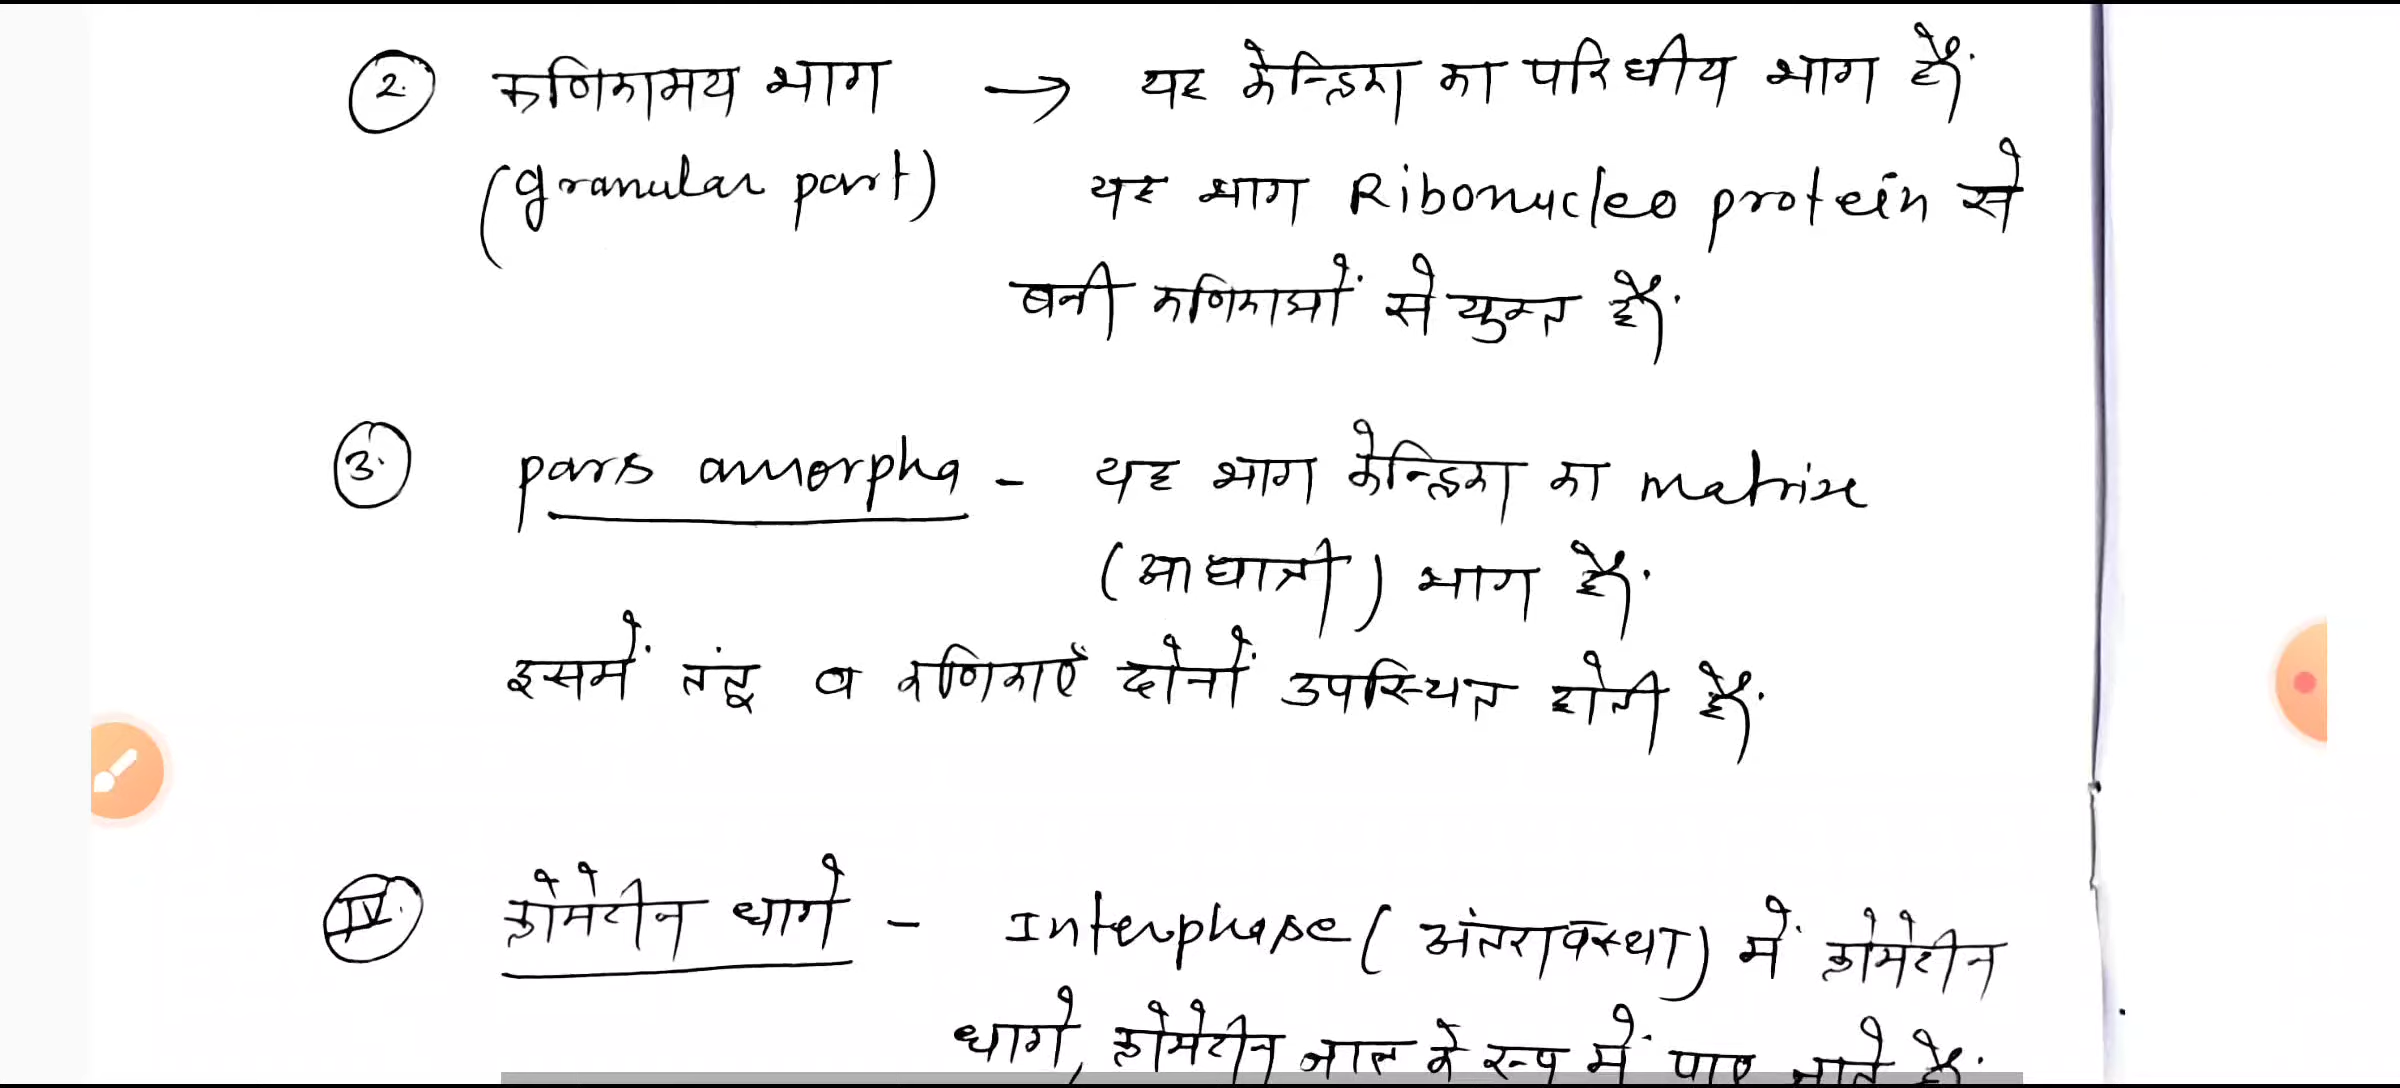 2. कणिकामय भाग → यह केन्द्रिका का परिधीय भाग हैं.
(granular part) यह भाग Ribonucleo protein से
बनी कणिकाओं से युक्त हैं.
3. pars amorpha - यह भाग केन्द्रिका का matrix
(आधात्री) भाग हैं.
इसमें तंतू व कणिकाएँ दोनों उपस्थित होती हैं.
IV. क्रोमेटीन धागे - Interphase (अंतरावस्था) में क्रोमेटीन
धागे, क्रोमेटीन जाल के रूप में पाए जाते हैं.